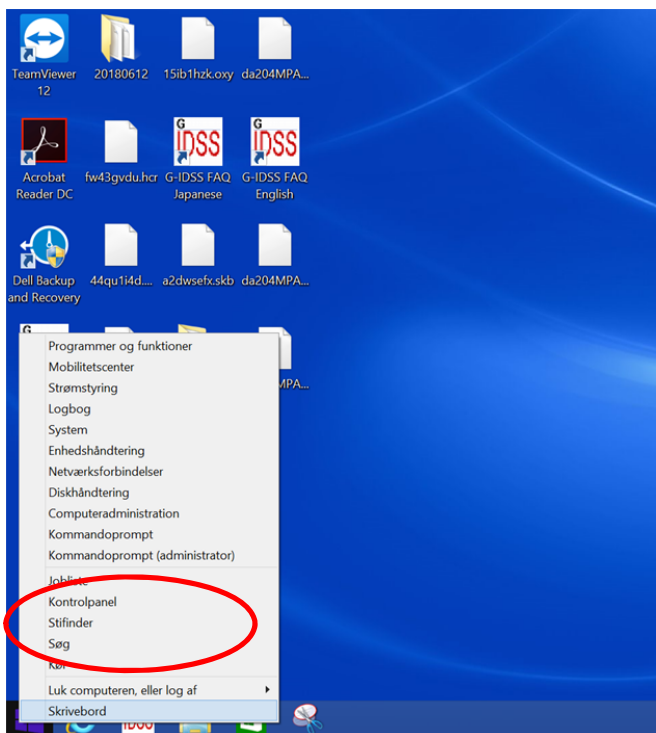 TeamViewer 12
20180612
15ib1hzk.oxy
da204MPA...
Acrobat Reader DC
fw43gvdu.hcr
G IDSS
G-IDSS FAQ Japanese
G IDSS
G-IDSS FAQ English
Dell Backup and Recovery
44qu1i4d....
a2dwsefx.skb
da204MPA...
G
MPA...
Programmer og funktioner
Mobilitetscenter
Strømstyring
Logbog
System
Enhedshåndtering
Netværksforbindelser
Diskhåndtering
Computeradministration
Kommandoprompt
Kommandoprompt (administrator)
Jobliste
Kontrolpanel
Stifinder
Søg
Kør
Luk computeren, eller log af
Skrivebord
IDSS